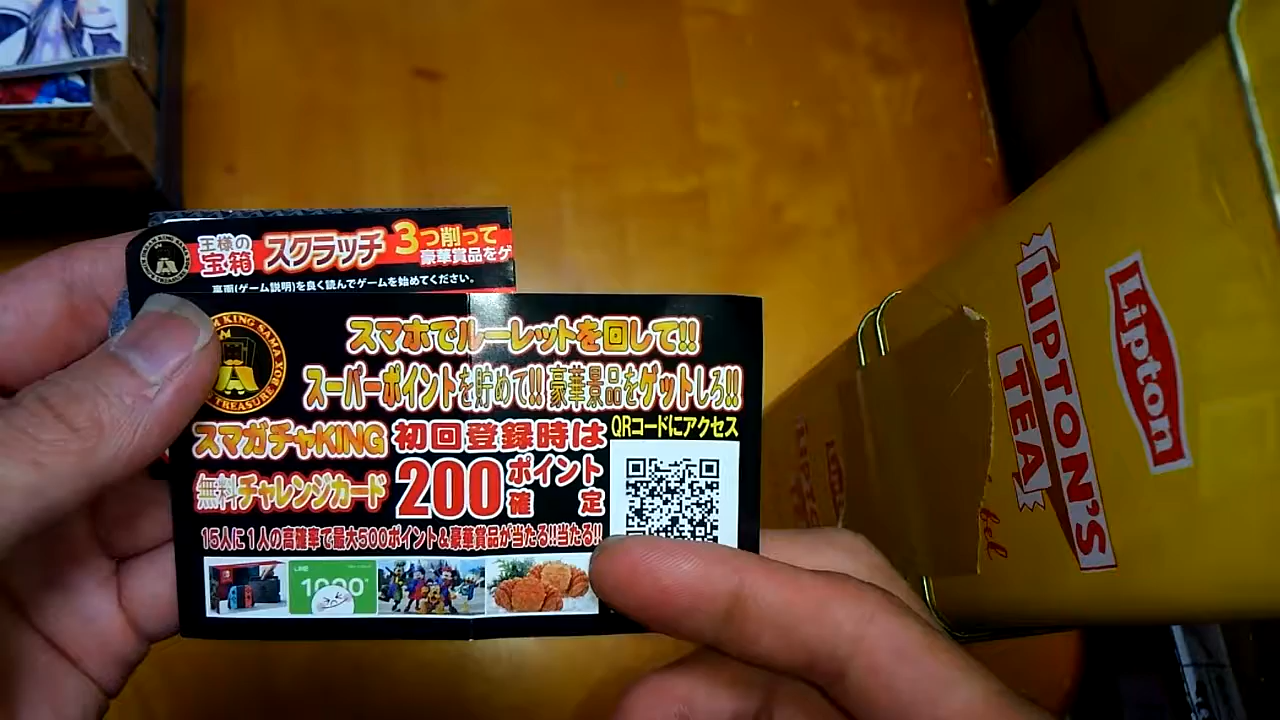 王様の
宝箱
スクラッチ
3つ削って
豪華賞品をゲ
裏面(ゲーム説明)を良く読んでゲームを始めてください。
スマホでルーレットを回して!!
スーパーポイントを貯めて!! 豪華景品をゲットしろ!!
スマガチャKING
無料チャレンジカード
初回登録時は
200ポイント確定
QRコードにアクセス
15人に1人の高確率で最大500ポイント&豪華賞品が当たる!!当たる!!
KING SAMA
TREASURE BOX
LINE
1000
LIPTON'S
TEA
Lipton